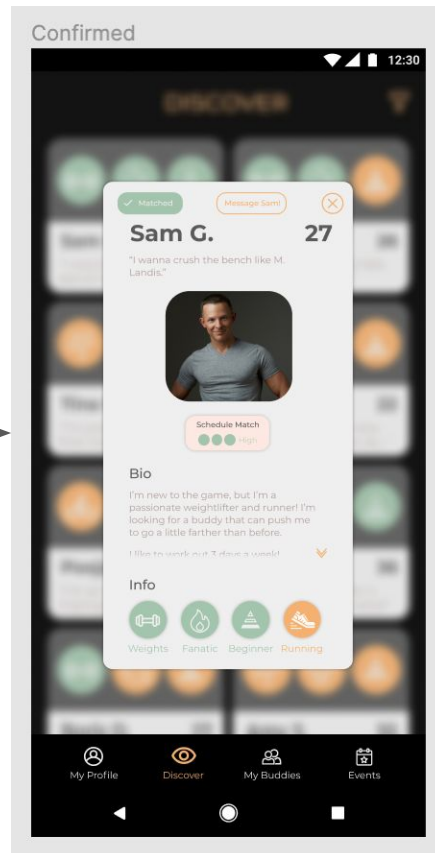 Confirmed
12:30
DISCOVER
Matched
Message Sam!
Sam G.
27
"I wanna crush the bench like M.
Landis."
Schedule Match
High
Bio
I'm new to the game, but I'm a
passionate weightlifter and runner! I'm
looking for a buddy that can push me
to go a little farther than before.
I like to work out 3 days a week!
Info
Weights
Fanatic
Beginner
Running
My Profile
Discover
My Buddies
Events